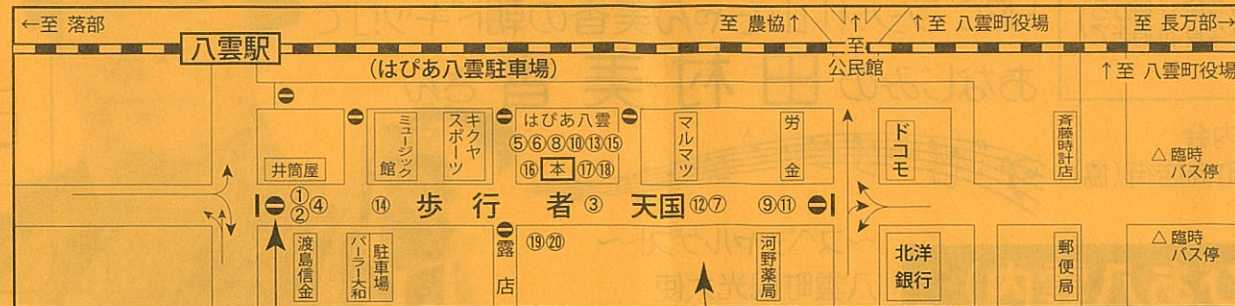 ←至 落部
至 農協↑
↑
至
公民館
↑至 八雲町役場
至 長万部→
八雲駅
(はぴあ八雲駐車場)
↑至 八雲町役場
井筒屋
ミュージック館
キクヤスポーツ
はぴあ八雲
⑤⑥⑧⑩⑬⑮
⑯本⑰⑱
マルマツ
労金
ドコモ
斉藤時計店
△臨時
バス停
①
②④
⑭
歩行者
③
天国
⑫⑦
⑨⑪
渡島信金
パーラー大和
駐車場
露店
⑲⑳
河野薬局
北洋
銀行
郵便局
△臨時
バス停